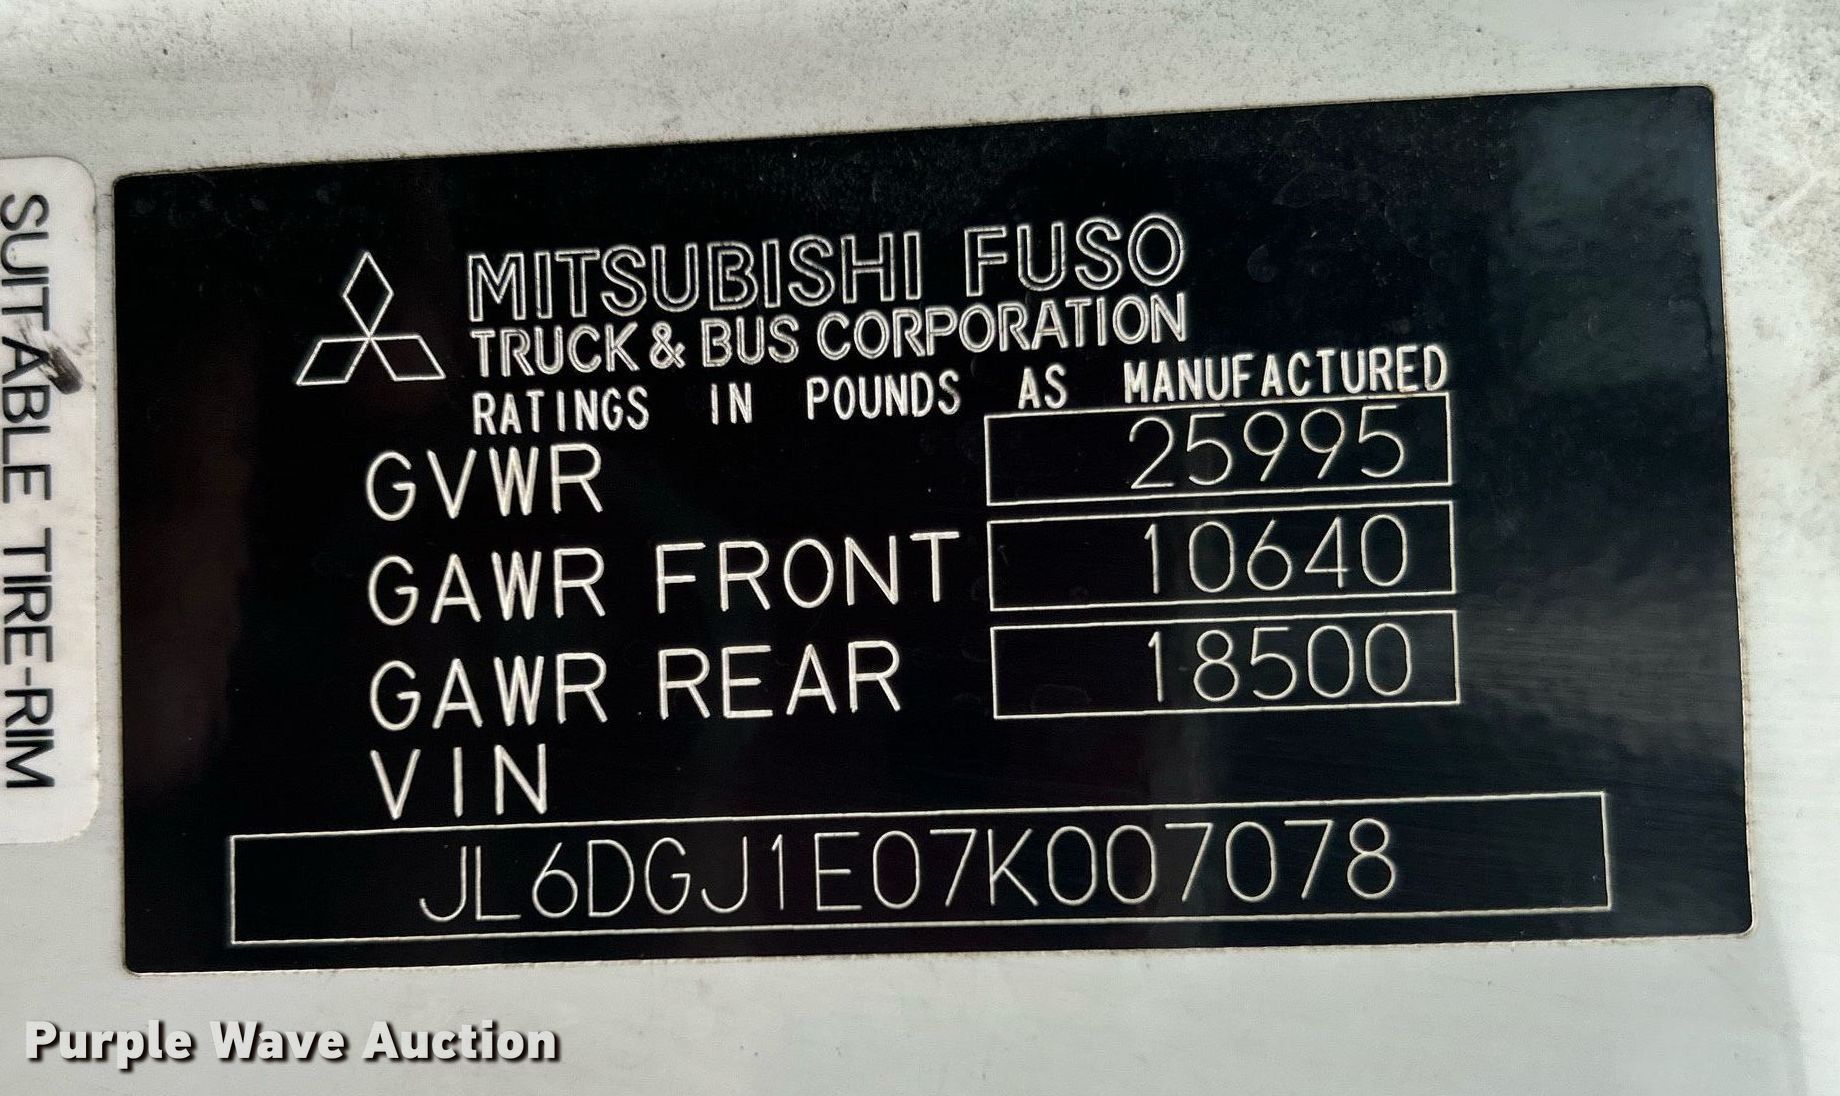 SUITABLE TIRE-RIM
MITSUBISHI FUSO
TRUCK & BUS CORPORATION
RATINGS IN POUNDS AS MANUFACTURED
GVWR 25995
GAWR FRONT 10640
GAWR REAR 18500
VIN
JL6DGJ1E07K007078
Purple Wave Auction